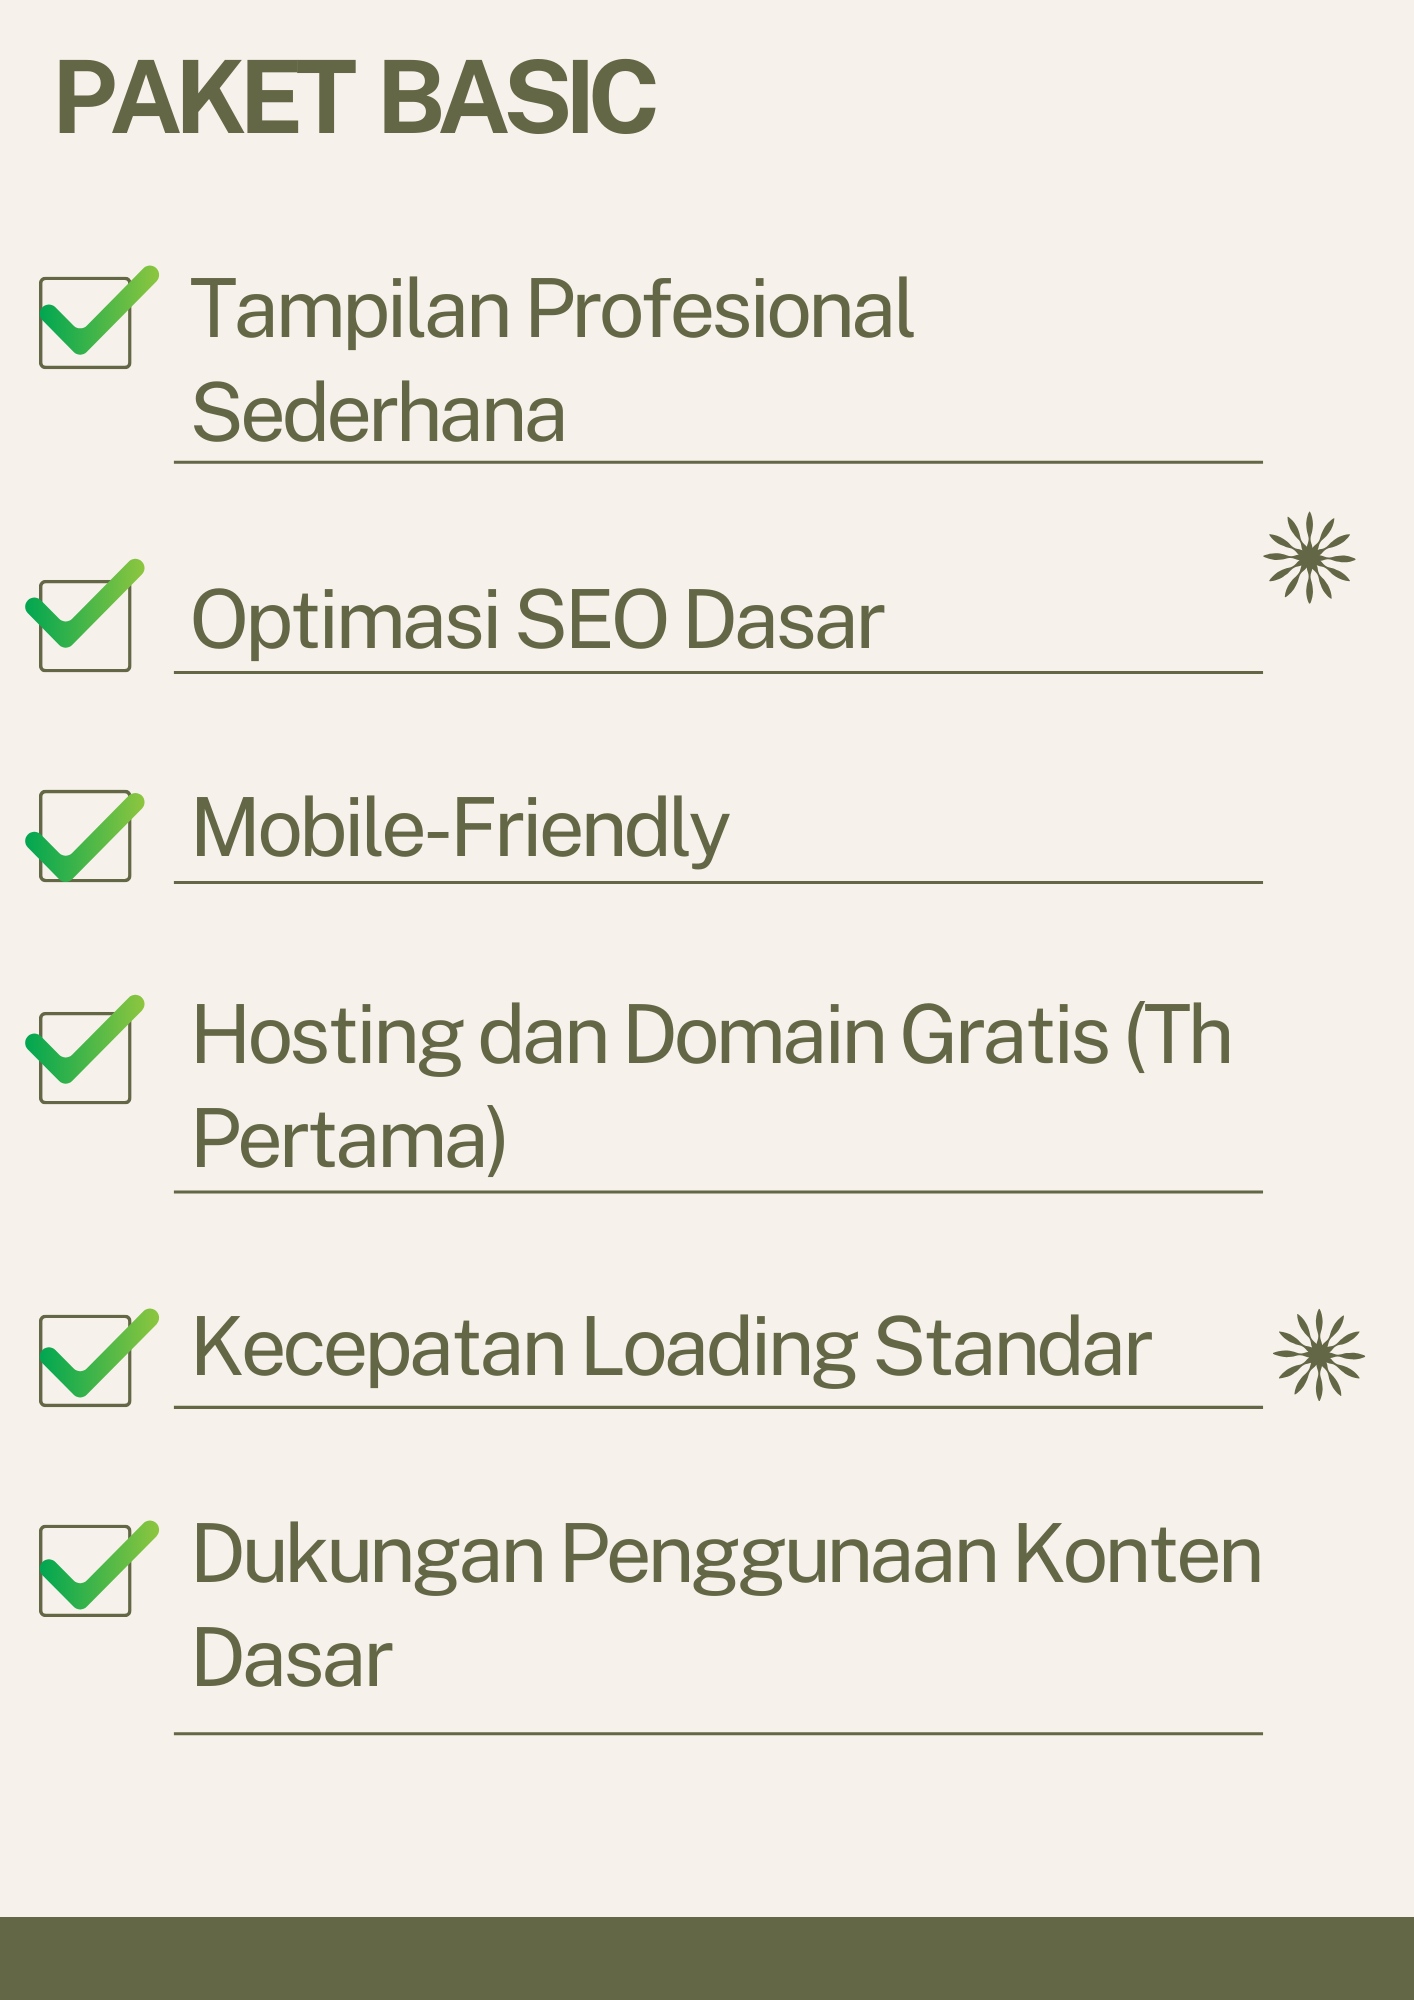 PAKET BASIC
Tampilan Profesional
Sederhana
Optimasi SEO Dasar
Mobile-Friendly
Hosting dan Domain Gratis (Th
Pertama)
Kecepatan Loading Standar
Dukungan Penggunaan Konten
Dasar